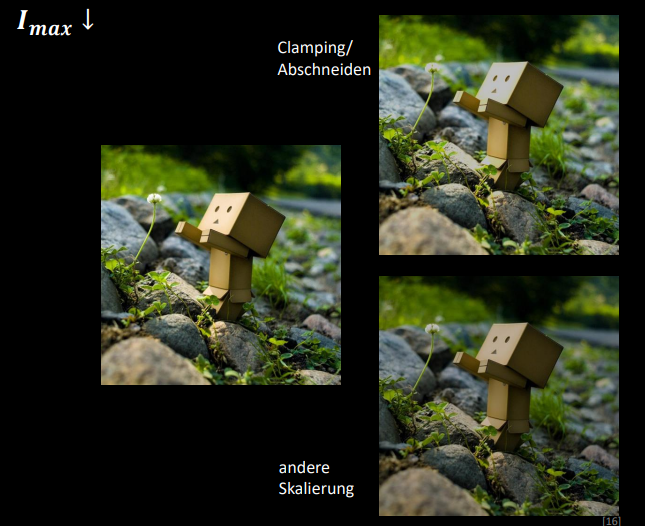 I_max ↓
Clamping/
Abschneiden
andere
Skalierung
[16]